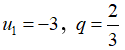 u₁ = −3, q = 2/3